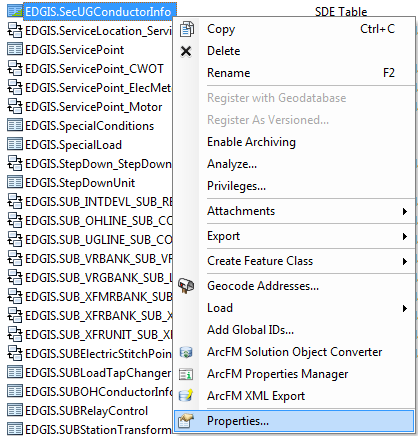 EDGIS.SecUGConductorInfo SDE Table
EDGIS.ServiceLocation_Servi
EDGIS.ServicePoint
EDGIS.ServicePoint_CWOT
EDGIS.ServicePoint_ElecMet
EDGIS.ServicePoint_Motor
EDGIS.SpecialConditions
EDGIS.SpecialLoad
EDGIS.StepDown_StepDown
EDGIS.StepDownUnit
EDGIS.SUB_INTDEVL_SUB_RE
EDGIS.SUB_OHLINE_SUB_CO
EDGIS.SUB_UGLINE_SUB_CO
EDGIS.SUB_VRBANK_SUB_VR
EDGIS.SUB_VRGBANK_SUB_L
EDGIS.SUB_XFMRBANK_SUB_X
EDGIS.SUB_XFRBANK_SUB_X
EDGIS.SUB_XFRUNIT_SUB_XF
EDGIS.SUBElectricStitchPoin
EDGIS.SUBLoadTapChanger
EDGIS.SUBOHConductorInfo
EDGIS.SUBRelayControl
EDGIS.SUBStationTransform
Copy Ctrl+C
Delete
Rename F2
Register with Geodatabase
Register As Versioned...
Enable Archiving
Analyze...
Privileges...
Attachments
Export
Create Feature Class
Geocode Addresses...
Load
Add Global IDs...
ArcFM Solution Object Converter
ArcFM Properties Manager
ArcFM XML Export
Properties...